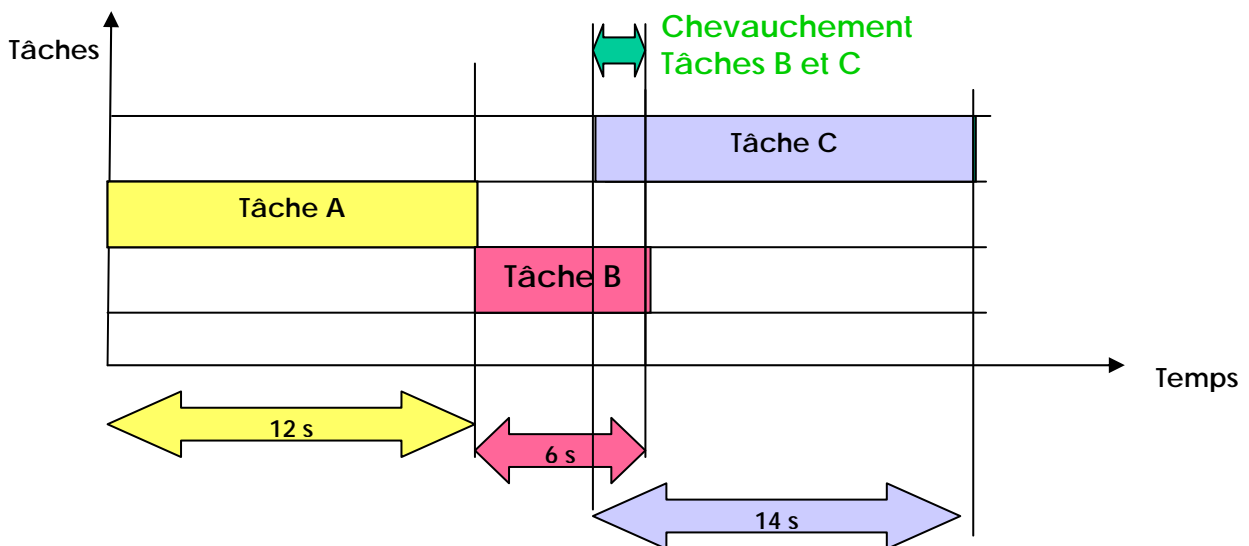 Chevauchement
Tâches B et C
Tâches
Tâche C
Tâche A
Tâche B
Temps
12 s
6 s
14 s